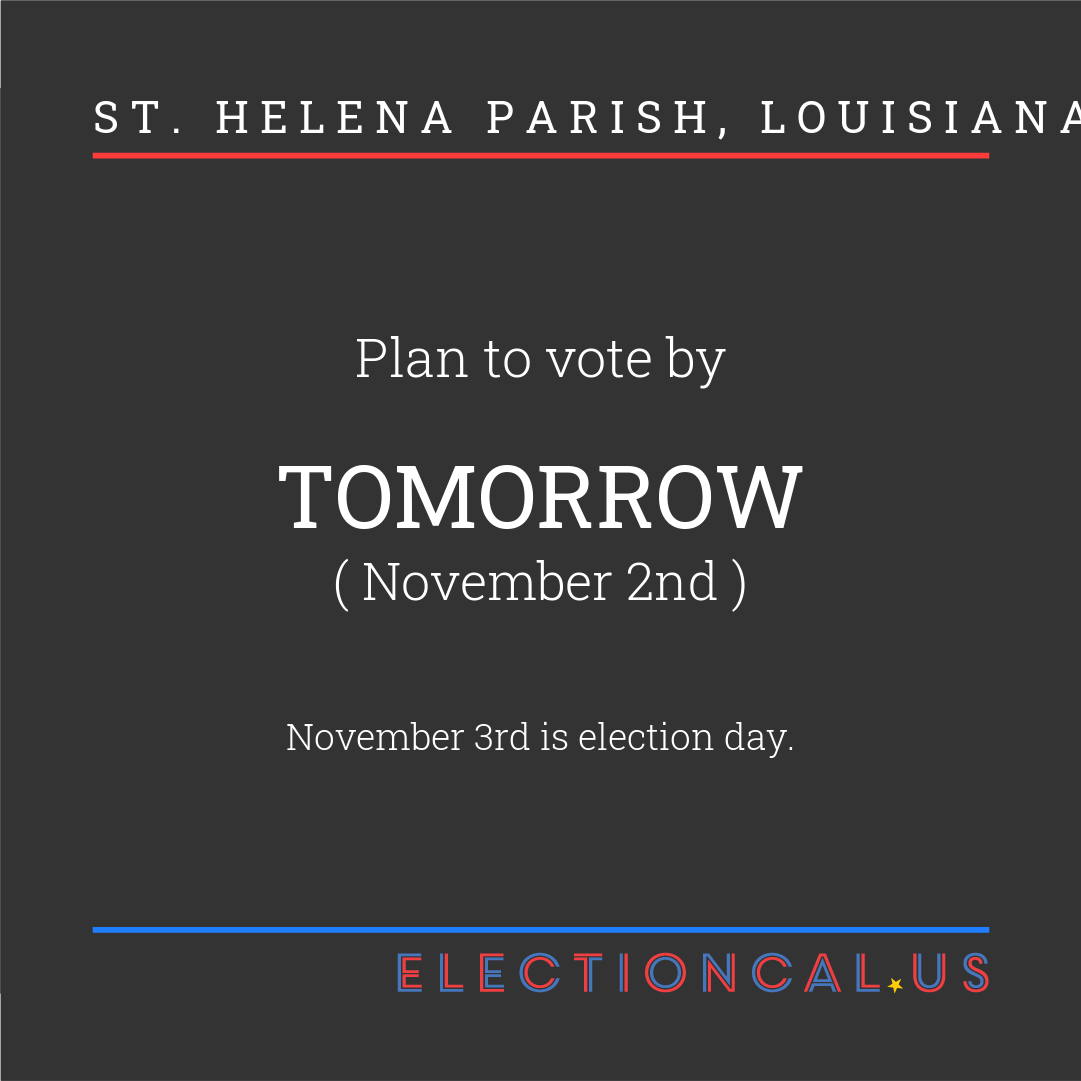 ST. HELENA PARISH, LOUISIANA
Plan to vote by
TOMORROW
( November 2nd )
November 3rd is election day.
ELECTIONCAL.US